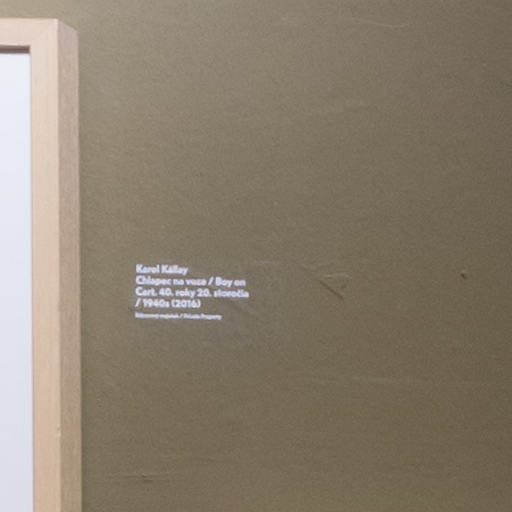 Karol Kállay
Chlapec na voze / Boy on
Cart. 40. roky 20. storočia
/ 1940s (2016)
Súkromný majetok / Private Property